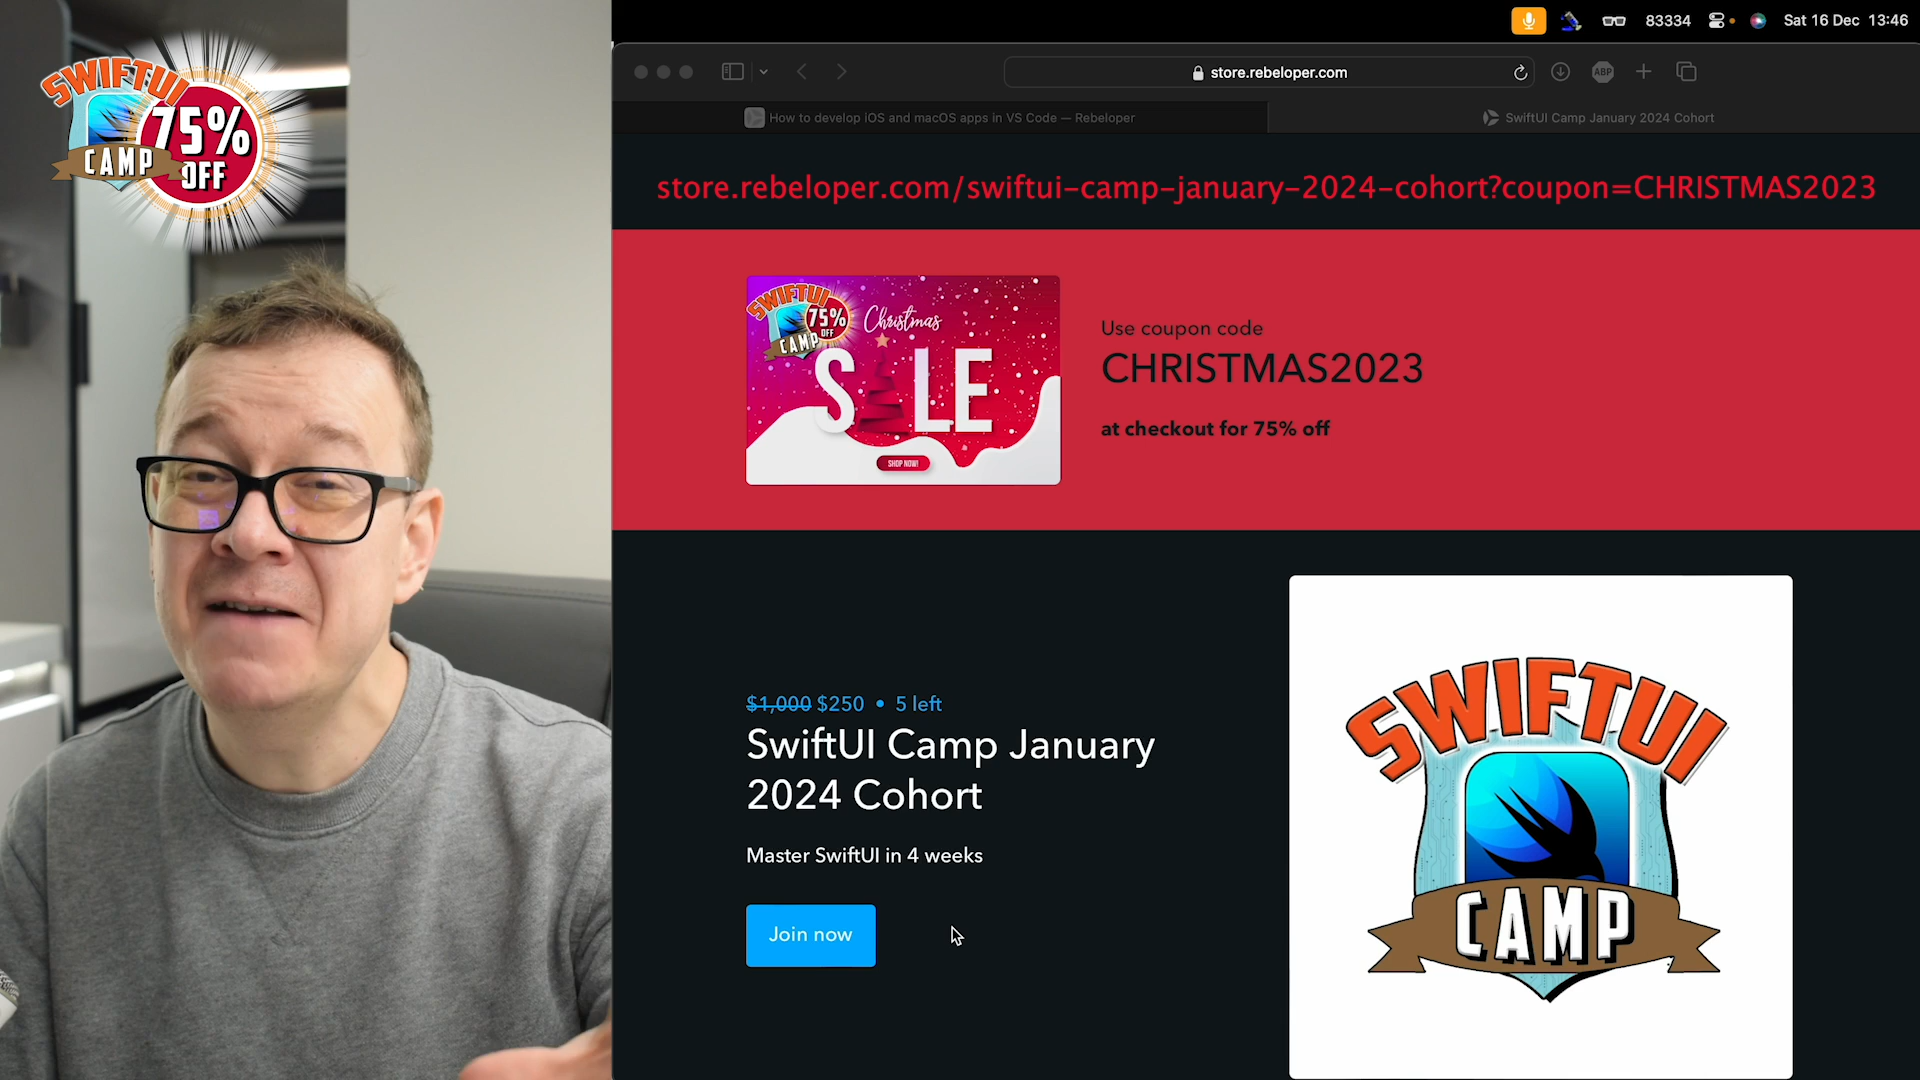 83334
Sat 16 Dec 13:46
SWIFTUI
75%
OFF
CAMP
store.rebeloper.com
ABP
How to develop iOS and macOS apps in VS Code — Rebeloper
SwiftUI Camp January 2024 Cohort
store.rebeloper.com/swiftui-camp-january-2024-cohort?coupon=CHRISTMAS2023
SWIFTUI
75%
OFF
CAMP
Christmas
SALE
SHOP NOW!
Use coupon code
CHRISTMAS2023
at checkout for 75% off
$1,000 $250 • 5 left
SwiftUI Camp January
2024 Cohort
Master SwiftUI in 4 weeks
Join now
SWIFTUI
CAMP